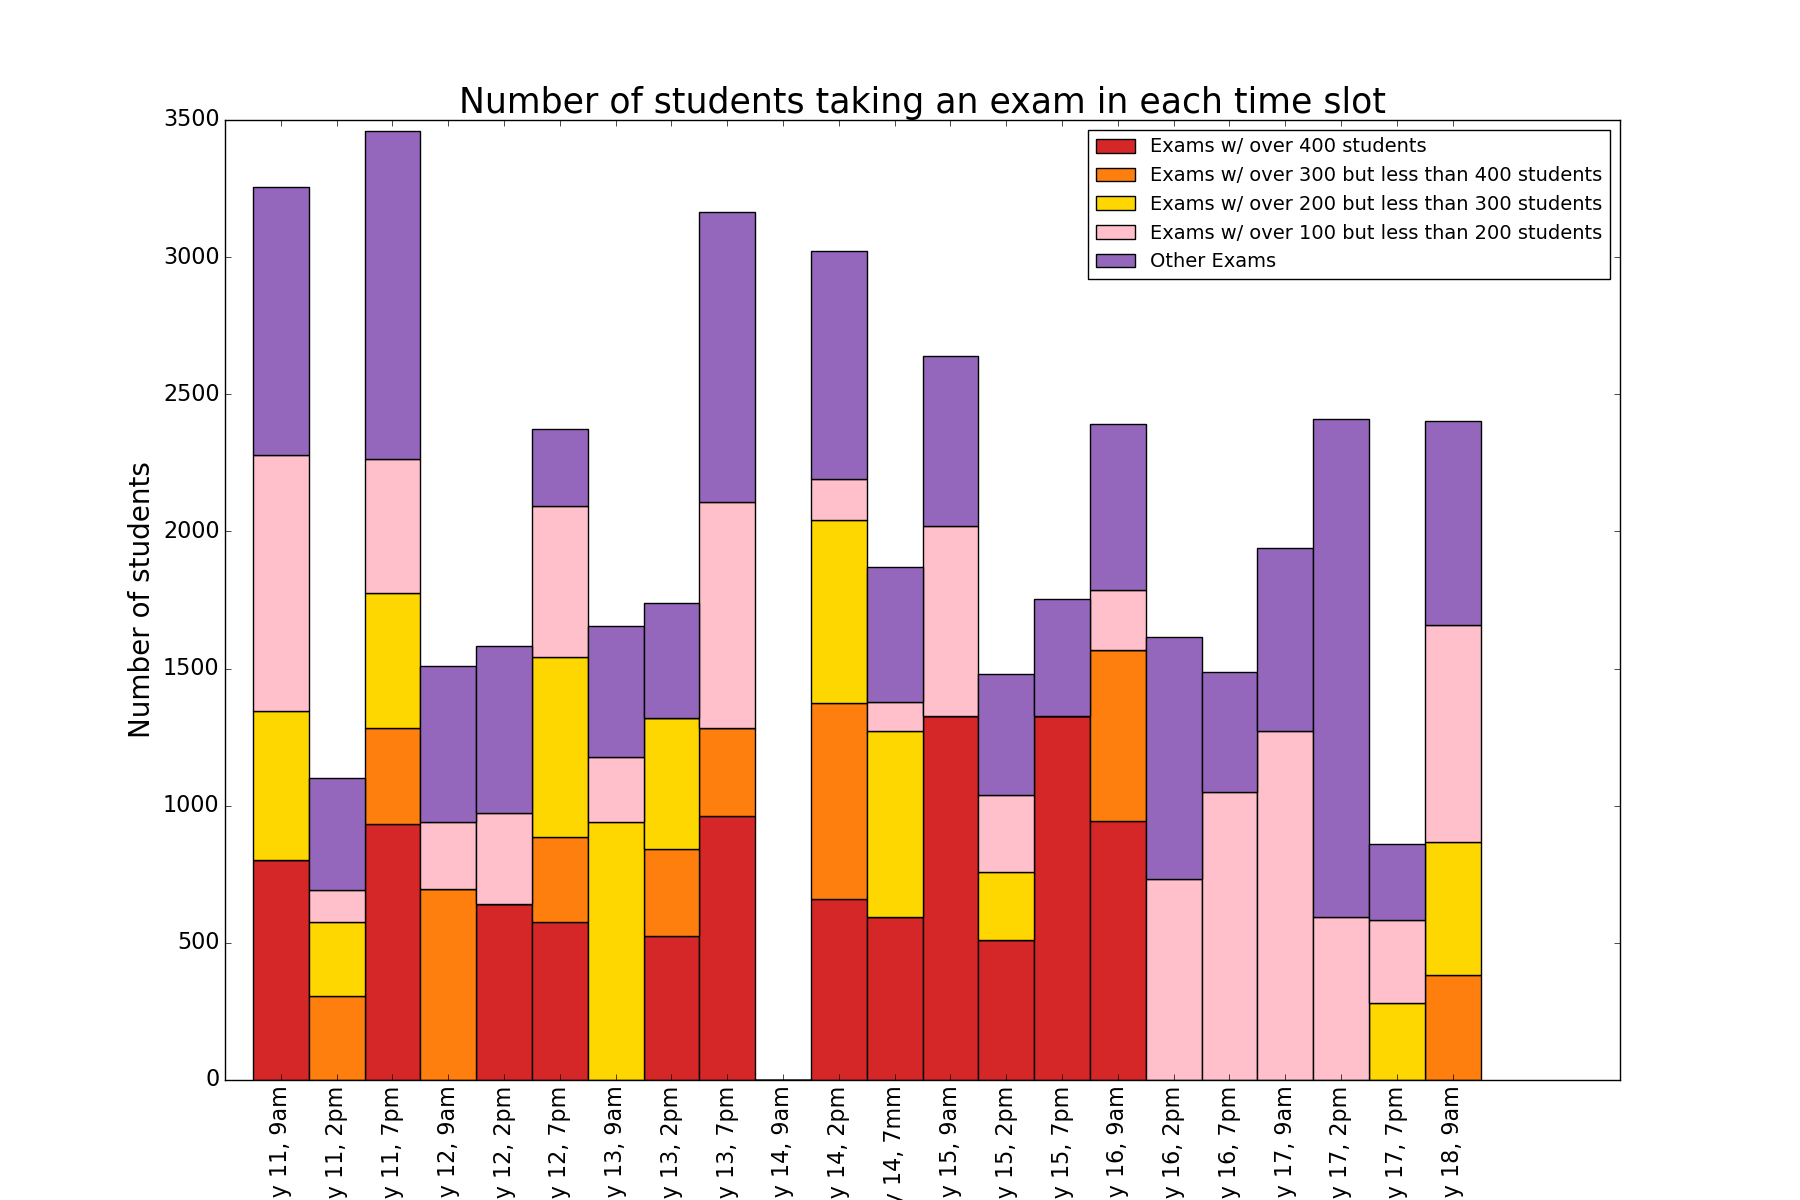 Number of students taking an exam in each time slot
Exams w/ over 400 students
Exams w/ over 300 but less than 400 students
Exams w/ over 200 but less than 300 students
Exams w/ over 100 but less than 200 students
Other Exams
Number of students
3500
3000
2500
2000
1500
1000
500
0
y 11, 9am
y 11, 2pm
y 11, 7pm
y 12, 9am
y 12, 2pm
y 12, 7pm
y 13, 9am
y 13, 2pm
y 13, 7pm
y 14, 9am
y 14, 2pm
y 14, 7mm
y 15, 9am
y 15, 2pm
y 15, 7pm
y 16, 9am
y 16, 2pm
y 16, 7pm
y 17, 9am
y 17, 2pm
y 17, 7pm
y 18, 9am